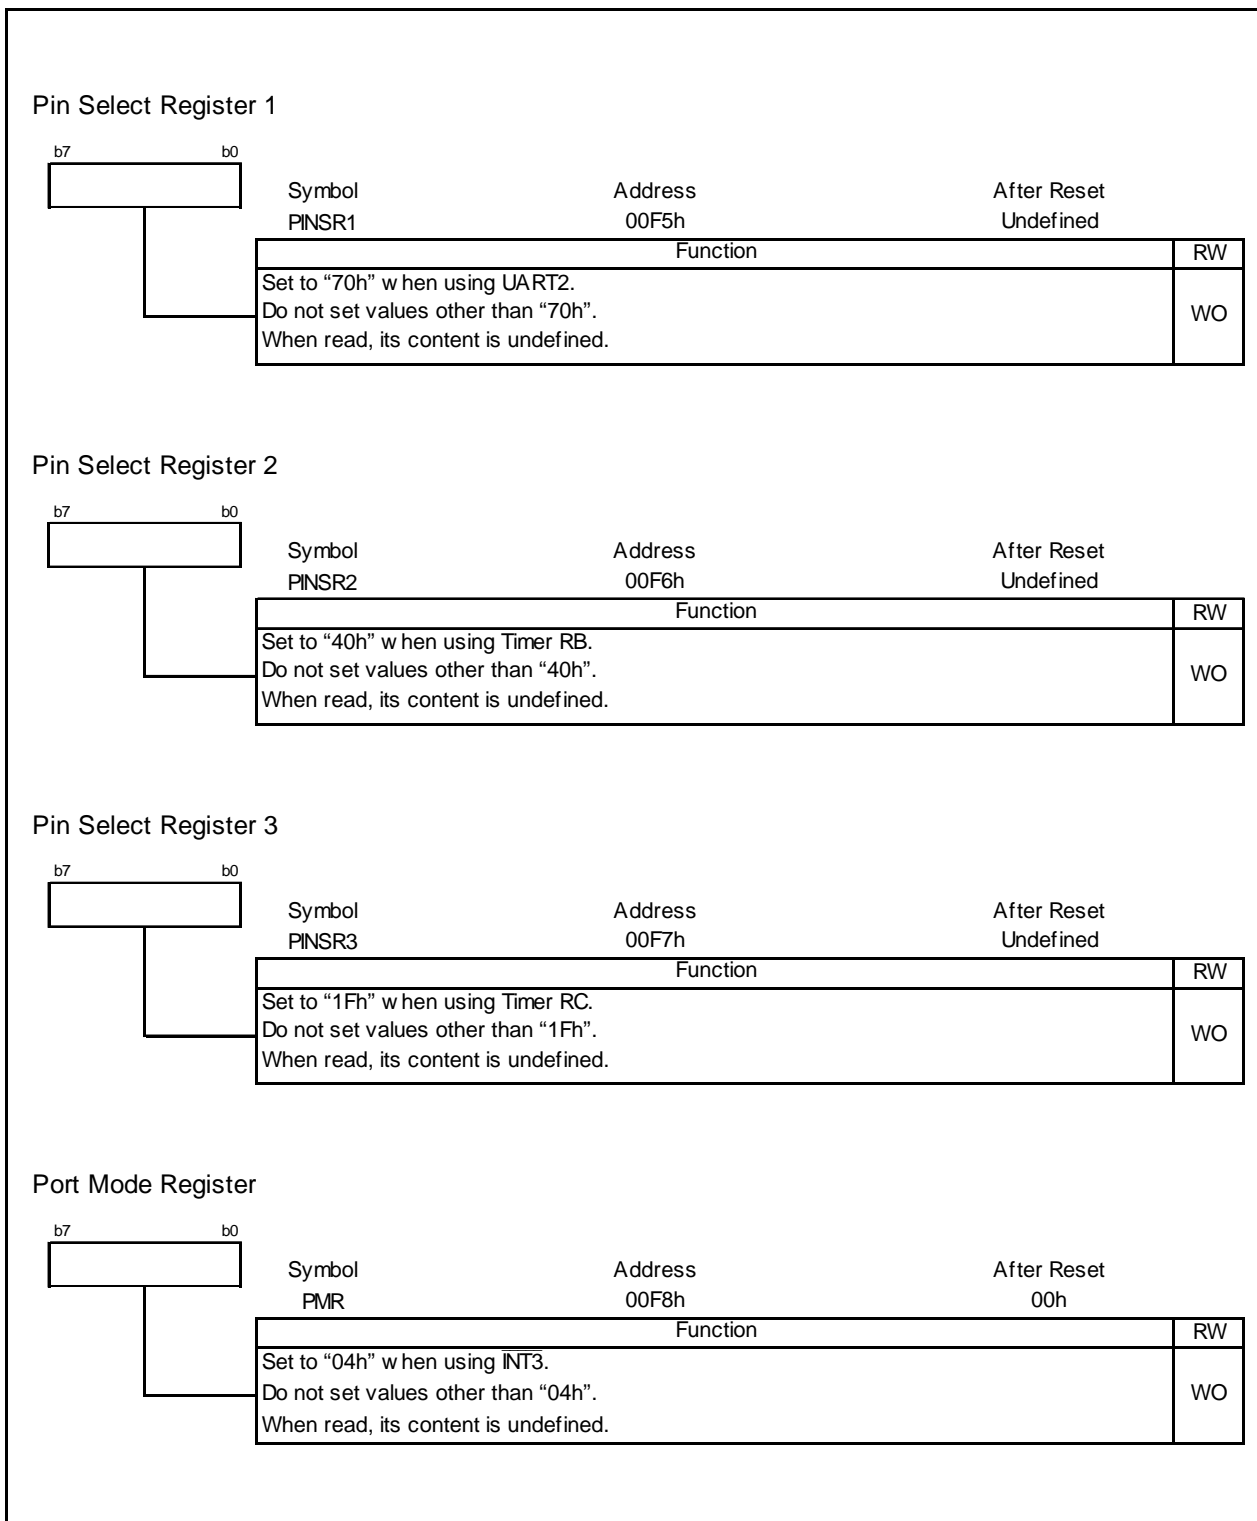 Pin Select Register 1
b7 b0
Symbol Address After Reset
PINSR1 00F5h Undefined
Function RW
Set to “70h” when using UART2.
Do not set values other than “70h”.
When read, its content is undefined.
WO
Pin Select Register 2
b7 b0
Symbol Address After Reset
PINSR2 00F6h Undefined
Function RW
Set to “40h” when using Timer RB.
Do not set values other than “40h”.
When read, its content is undefined.
WO
Pin Select Register 3
b7 b0
Symbol Address After Reset
PINSR3 00F7h Undefined
Function RW
Set to “1Fh” when using Timer RC.
Do not set values other than “1Fh”.
When read, its content is undefined.
WO
Port Mode Register
b7 b0
Symbol Address After Reset
PMR 00F8h 00h
Function RW
Set to “04h” when using I̅N̅T̅3̅.
Do not set values other than “04h”.
When read, its content is undefined.
WO